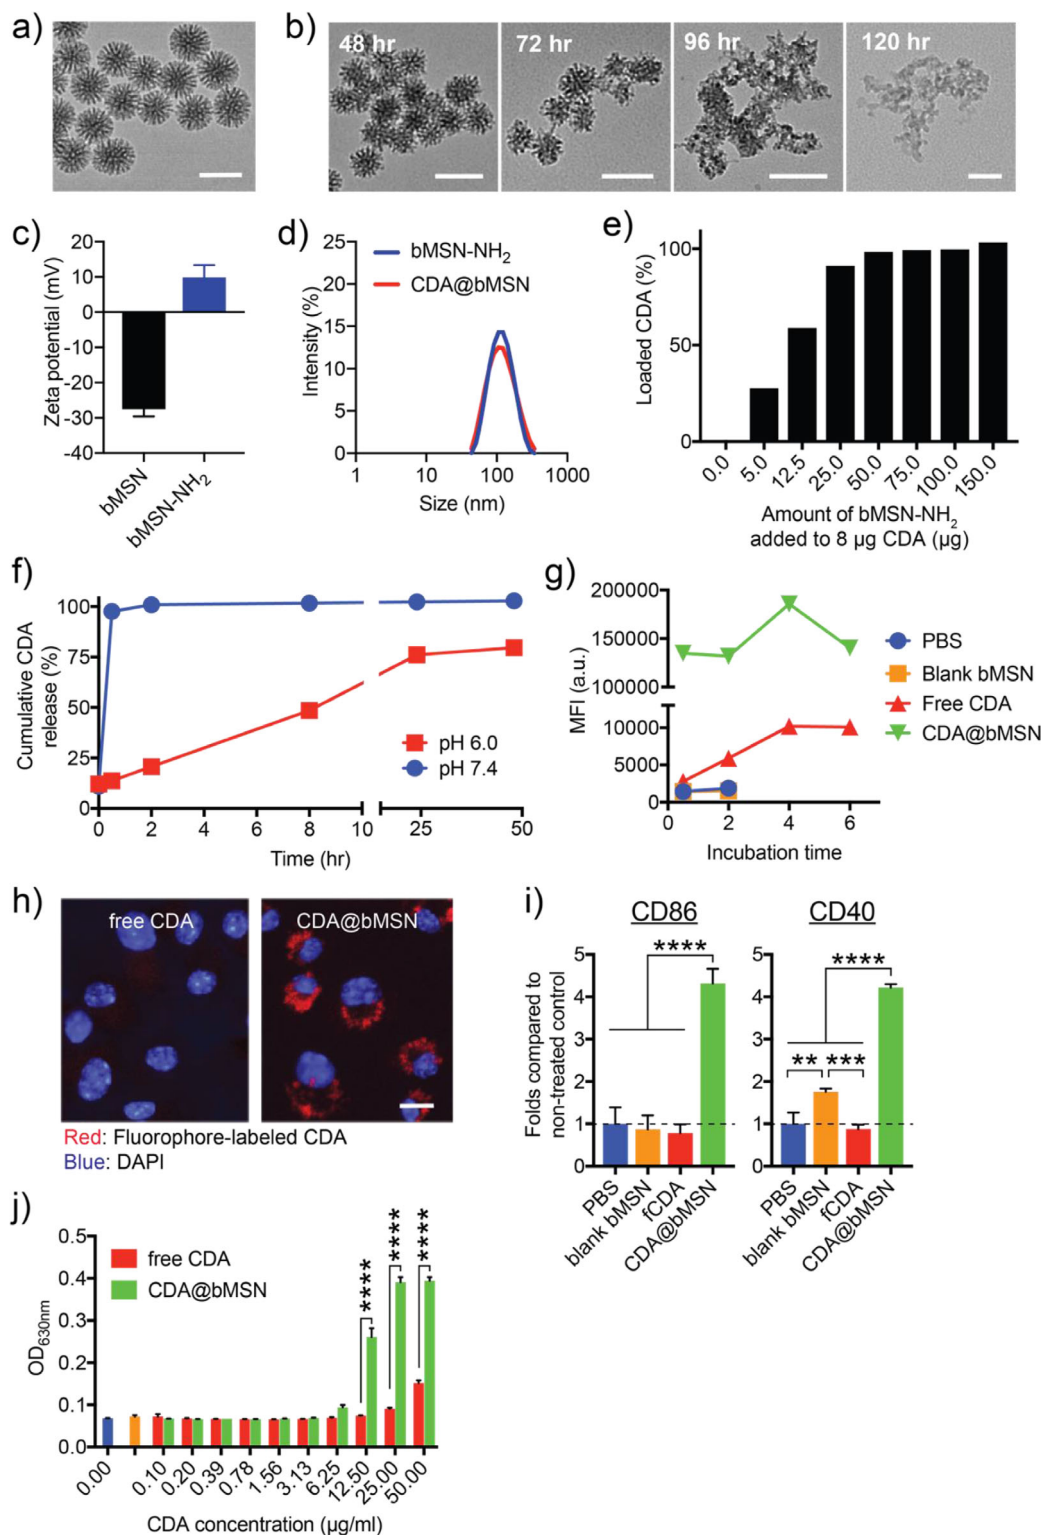 a)
b)
48 hr
72 hr
96 hr
120 hr
c)
Zeta potential (mV)
20
10
0
-10
-20
-30
-40
bMSN
bMSN-NH2
d)
Intensity (%)
25
20
15
10
5
0
bMSN-NH2
CDA@bMSN
1
10
100
1000
Size (nm)
e)
Loaded CDA (%)
100
50
0
0.0
5.0
12.5
25.0
50.0
75.0
100.0
150.0
Amount of bMSN-NH2
added to 8 µg CDA (µg)
f)
Cumulative CDA
release (%)
100
75
50
25
0
pH 6.0
pH 7.4
0
2
4
6
8
10
25
50
Time (hr)
g)
MFI (a.u.)
200000
150000
100000
10000
5000
0
0
2
4
6
Incubation time
PBS
Blank bMSN
Free CDA
CDA@bMSN
h)
free CDA
CDA@bMSN
Red: Fluorophore-labeled CDA
Blue: DAPI
i)
CD86
CD40
Folds compared to
non-treated control
5
4
3
2
1
0
****
PBS
blank bMSN
fCDA
CDA@bMSN
5
4
3
2
1
0
****
**
***
PBS
blank bMSN
fCDA
CDA@bMSN
j)
OD630nm
0.5
0.4
0.3
0.2
0.1
0.0
free CDA
CDA@bMSN
****
****
****
0.00
0.10
0.20
0.39
0.78
1.56
3.13
6.25
12.50
25.00
50.00
CDA concentration (µg/ml)